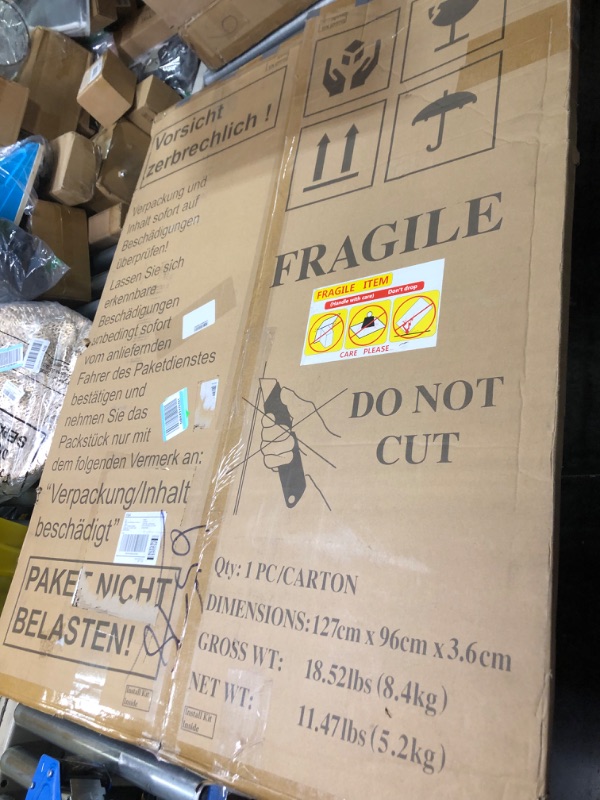 Vorsicht
zerbrechlich !
Verpackung und
Inhalt sofort auf
Beschädigungen
überprüfen!
Lassen Sie sich
erkennbare
Beschädigungen
unbedingt sofort
vom anliefernden
Fahrer des Paketdienstes
bestätigen und
nehmen Sie das
Packstück nur mit
dem folgenden Vermerk an:
"Verpackung/Inhalt
beschädigt"
PAKET NICHT
BELASTEN!
Install Kit
Inside
FRAGILE
FRAGILE ITEM
(Handle with care)
Don't drop
CARE PLEASE
DO NOT
CUT
Qty: 1 PC/CARTON
DIMENSIONS:127cm x 96cm x 3.6cm
GROSS WT: 18.52lbs (8.4kg)
NET WT: 11.47lbs (5.2kg)
Install Kit
Inside